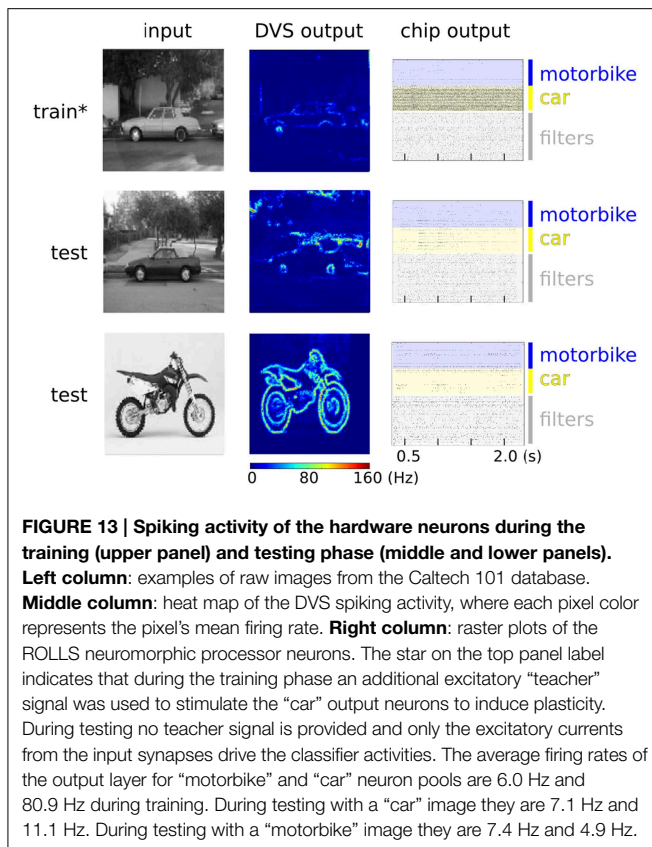 input DVS output chip output
train*
motorbike
car
filters
test
motorbike
car
filters
test
motorbike
car
filters
0.5 2.0 (s)
0 80 160 (Hz)
FIGURE 13 | Spiking activity of the hardware neurons during the
training (upper panel) and testing phase (middle and lower panels).
Left column: examples of raw images from the Caltech 101 database.
Middle column: heat map of the DVS spiking activity, where each pixel color
represents the pixel's mean firing rate. Right column: raster plots of the
ROLLS neuromorphic processor neurons. The star on the top panel label
indicates that during the training phase an additional excitatory “teacher”
signal was used to stimulate the “car” output neurons to induce plasticity.
During testing no teacher signal is provided and only the excitatory currents
from the input synapses drive the classifier activities. The average firing rates of
the output layer for “motorbike” and “car” neuron pools are 6.0 Hz and
80.9 Hz during training. During testing with a “car” image they are 7.1 Hz and
11.1 Hz. During testing with a “motorbike” image they are 7.4 Hz and 4.9 Hz.